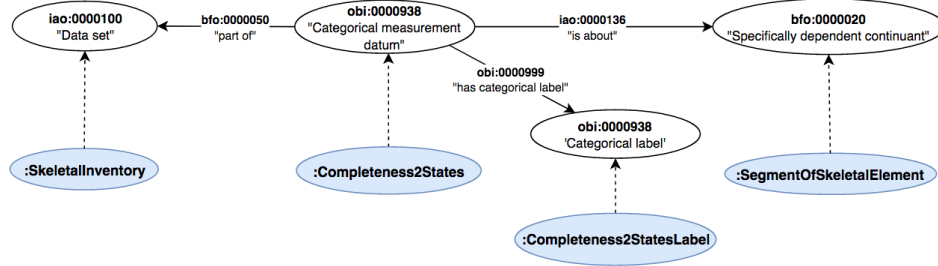 iao:0000100
"Data set"
bfo:0000050
"part of"
obi:0000938
"Categorical measurement
datum"
iao:0000136
"is about"
bfo:0000020
"Specifically dependent continuant"
obi:0000999
"has categorical label"
obi:0000938
'Categorical label'
:SkeletalInventory
:Completeness2States
:SegmentOfSkeletalElement
:Completeness2StatesLabel